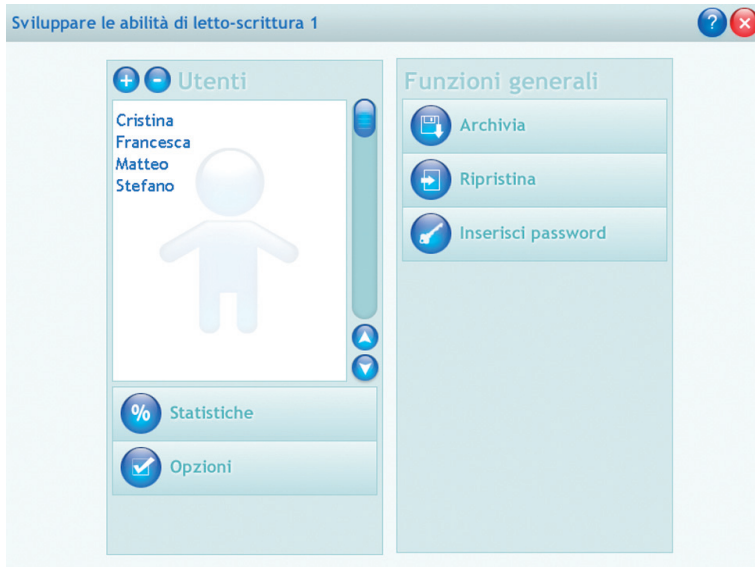 Sviluppare le abilità di letto-scrittura 1
?
Utenti
Cristina
Francesca
Matteo
Stefano
% Statistiche
Opzioni
Funzioni generali
Archivia
Ripristina
Inserisci password